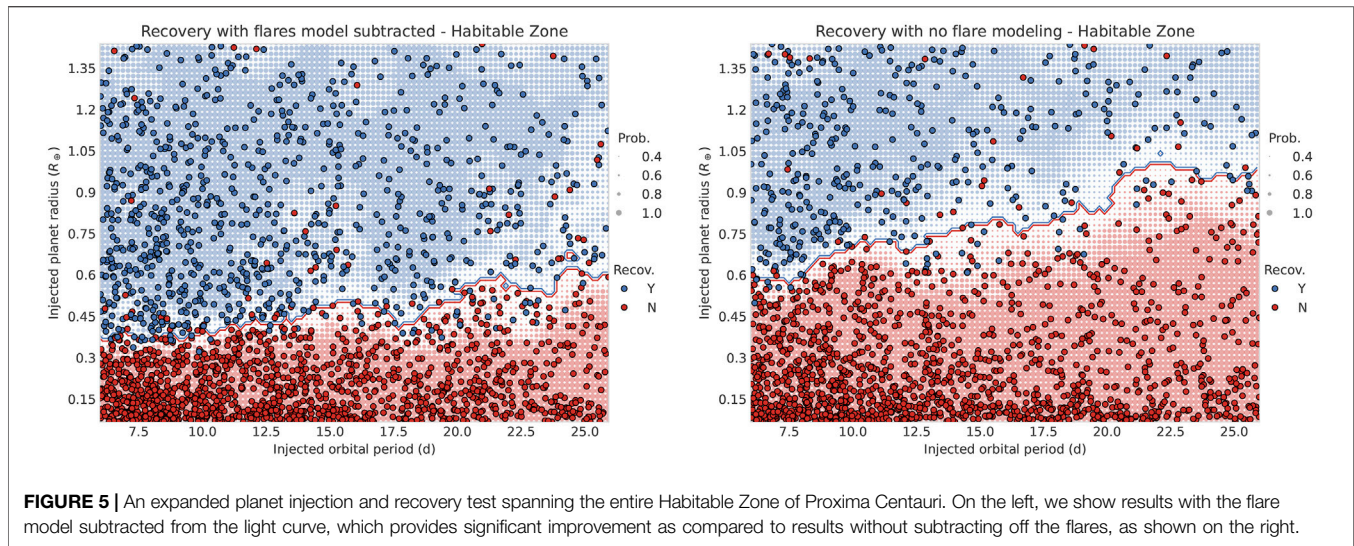 Recovery with flares model subtracted - Habitable Zone
Injected planet radius (R⊕)
1.35
1.2
1.05
0.9
0.75
0.6
0.45
0.3
0.15
7.5 10.0 12.5 15.0 17.5 20.0 22.5 25.0
Injected orbital period (d)
Prob.
0.4
0.6
0.8
1.0
Recov.
Y
N
Recovery with no flare modeling - Habitable Zone
Injected planet radius (R⊕)
1.35
1.2
1.05
0.9
0.75
0.6
0.45
0.3
0.15
7.5 10.0 12.5 15.0 17.5 20.0 22.5 25.0
Injected orbital period (d)
Prob.
0.4
0.6
0.8
1.0
Recov.
Y
N
FIGURE 5 | An expanded planet injection and recovery test spanning the entire Habitable Zone of Proxima Centauri. On the left, we show results with the flare
model subtracted from the light curve, which provides significant improvement as compared to results without subtracting off the flares, as shown on the right.